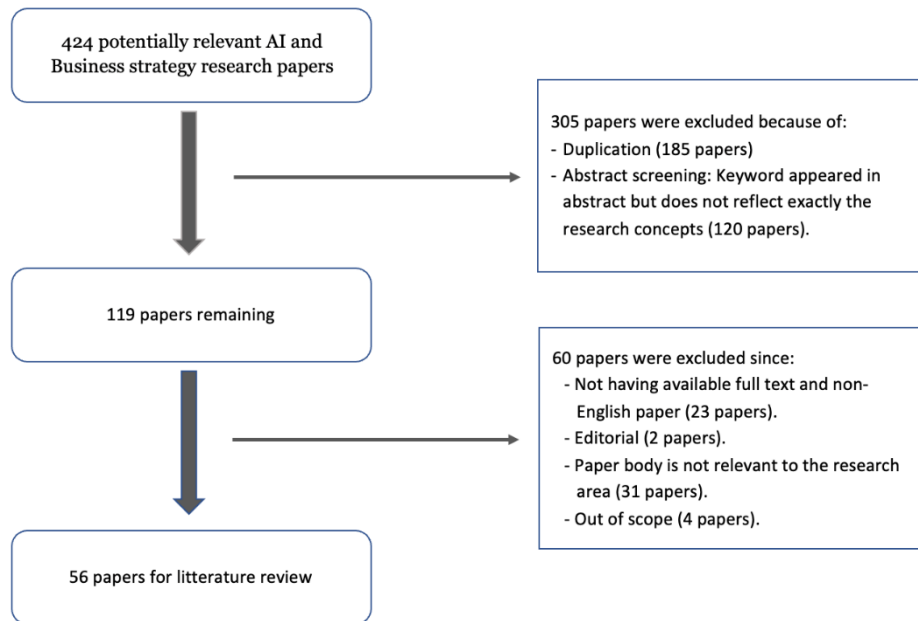 424 potentially relevant AI and
Business strategy research papers
305 papers were excluded because of:
- Duplication (185 papers)
- Abstract screening: Keyword appeared in
abstract but does not reflect exactly the
research concepts (120 papers).
119 papers remaining
60 papers were excluded since:
- Not having available full text and non-
English paper (23 papers).
- Editorial (2 papers).
- Paper body is not relevant to the research
area (31 papers).
- Out of scope (4 papers).
56 papers for litterature review